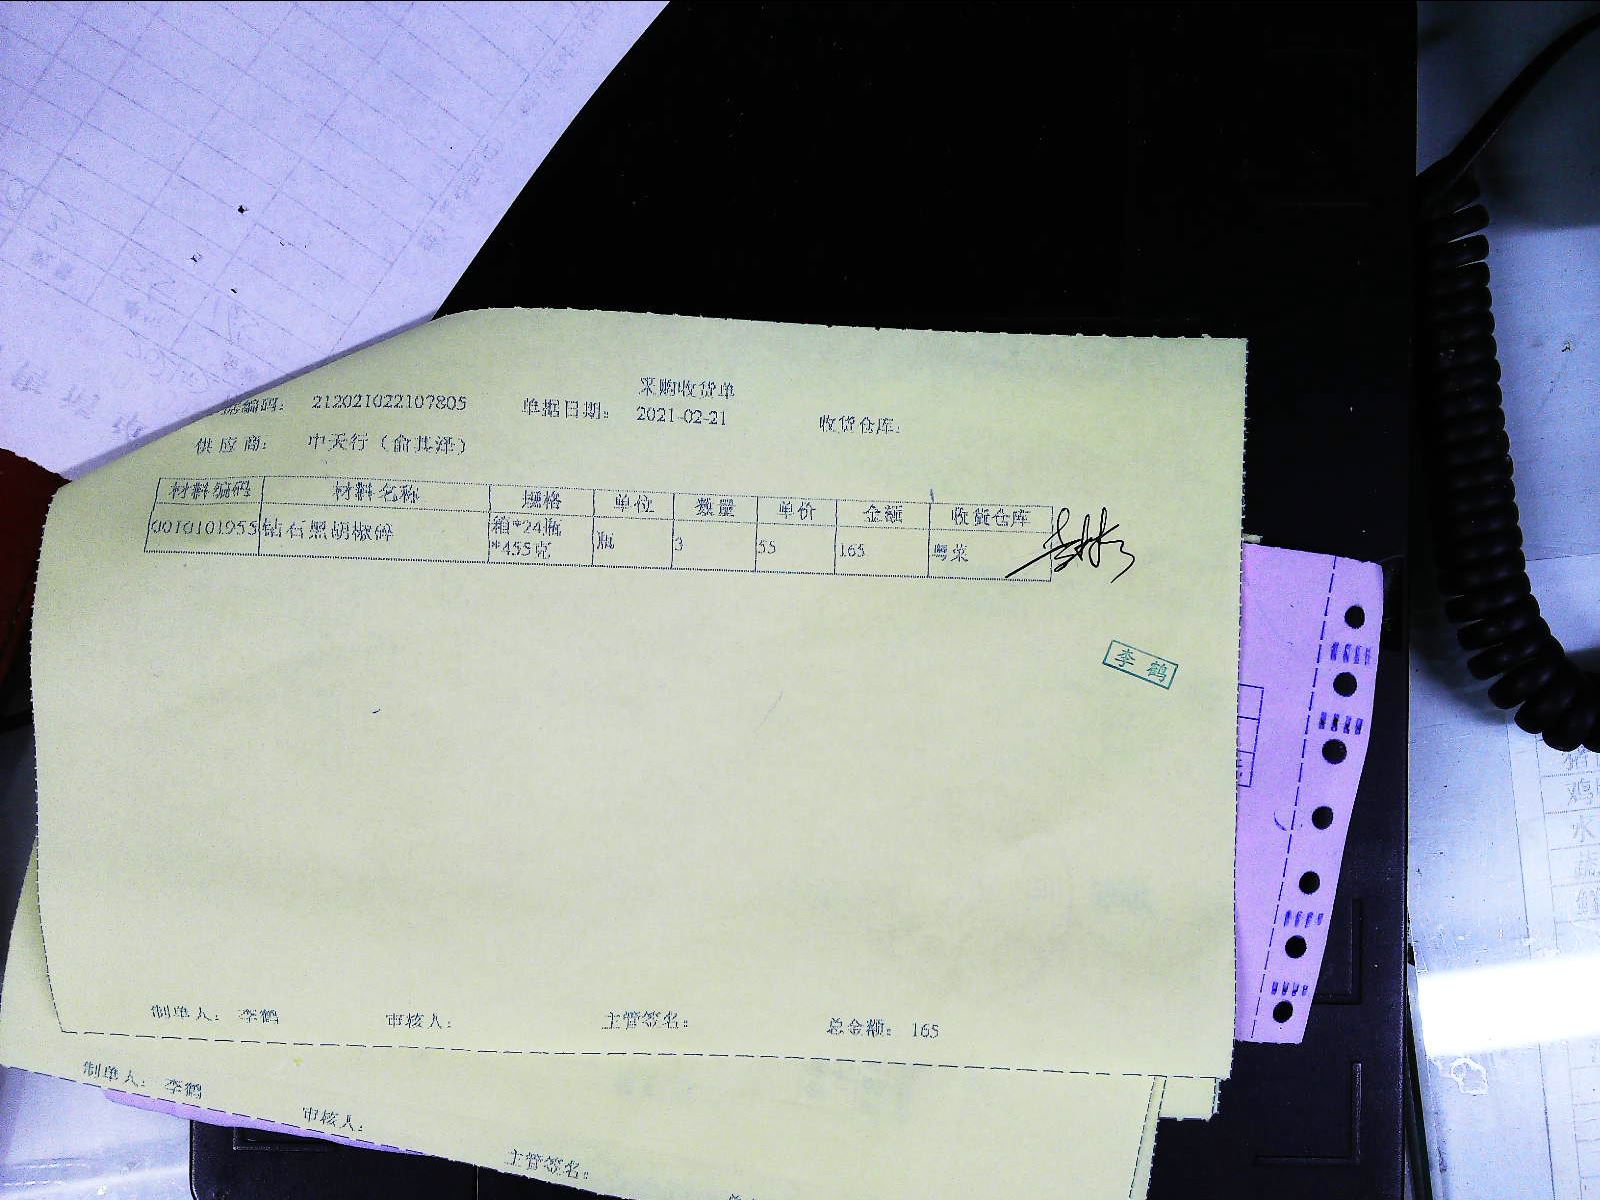 采购收货单
编码： 212021022107805 单据日期： 2021-02-21 收货仓库：
供应商： 中天行（俞其泽）
材料编码 材料名称 规格 单位 数量 单价 金额 收货仓库
0010101955 钻石黑胡椒碎 箱*24瓶 瓶 3 55 165 粤菜
*455克
李鹤
制单人： 李鹤 审核人： 主管签名： 总金额： 165
制单人： 李鹤
审核人：
主管签名：
鸡
水
蔬